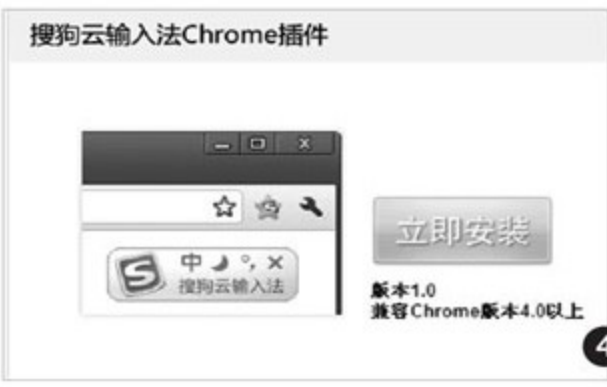 搜狗云输入法Chrome插件
中
搜狗云输入法
立即安装
版本1.0
兼容Chrome版本4.0以上
4